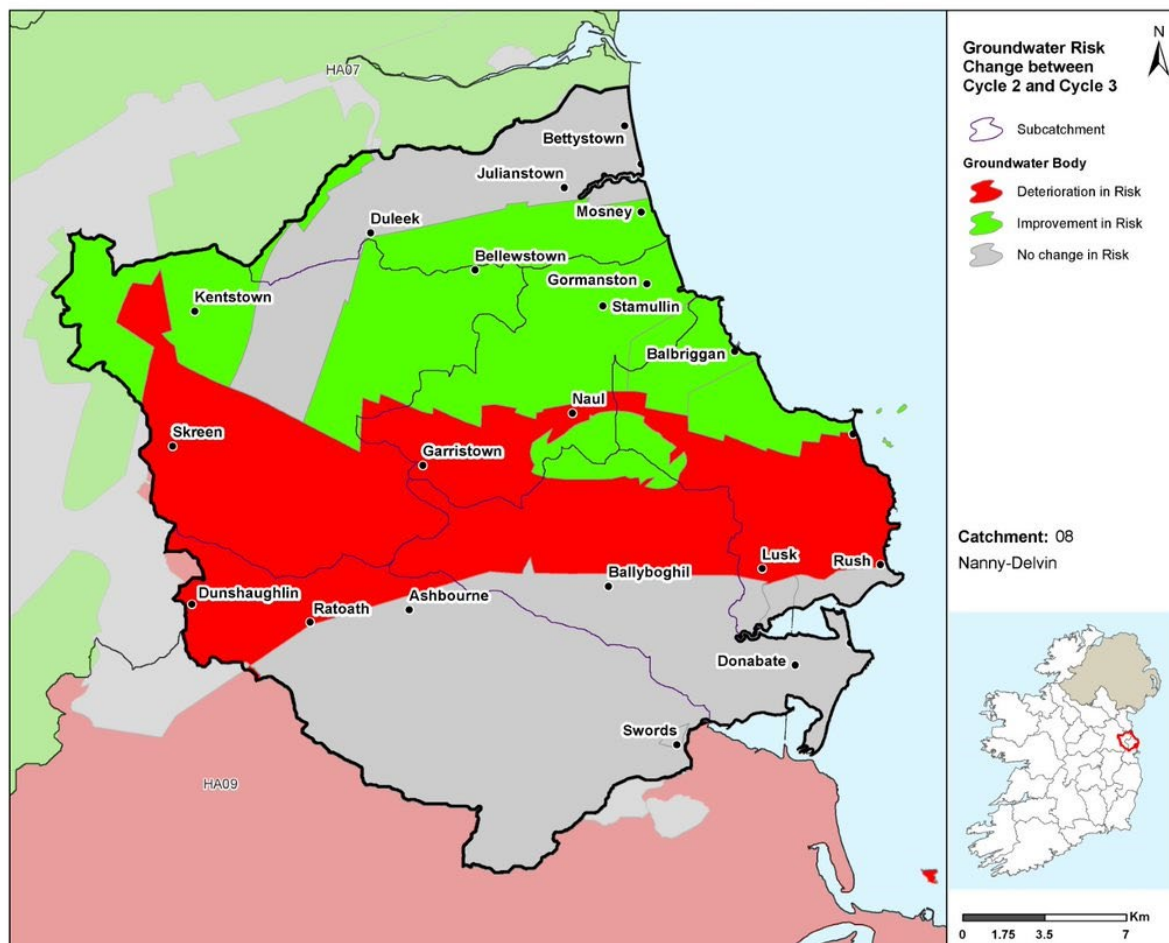 HA07
Bettystown
Julianstown
Mosney
Duleek
Bellewstown
Gormanston
Stamullin
Kentstown
Balbriggan
Naul
Skreen
Garristown
Lusk
Rush
Ballyboghil
Dunshaughlin
Ashbourne
Ratoath
Donabate
Swords
HA09
N
Groundwater Risk
Change between
Cycle 2 and Cycle 3
Subcatchment
Groundwater Body
Deterioration in Risk
Improvement in Risk
No change in Risk
Catchment: 08
Nanny-Delvin
Km
0 1.75 3.5 7